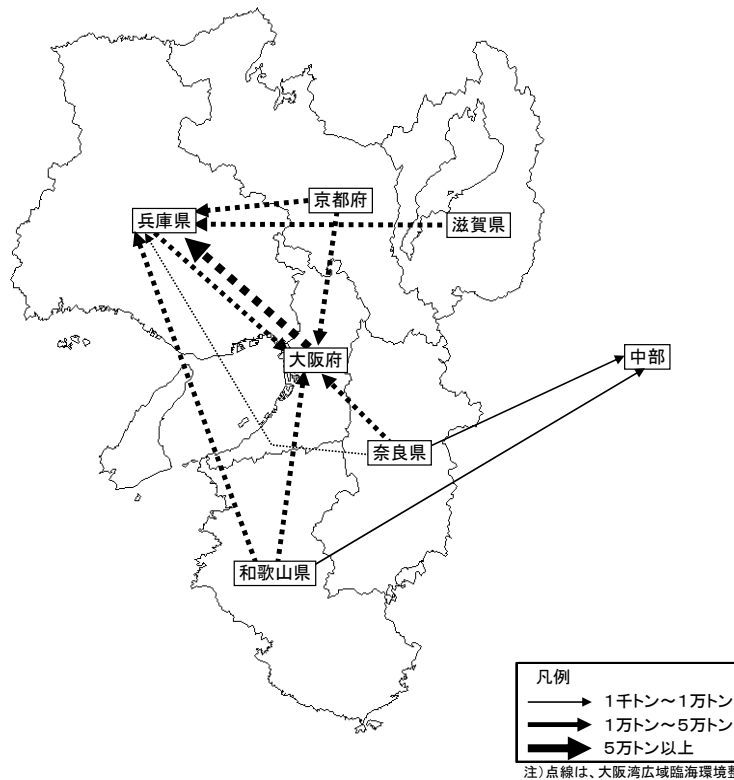 京都府
兵庫県
滋賀県
大阪府
中部
奈良県
和歌山県
凡例
1千トン～1万トン
1万トン～5万トン
5万トン以上
注)点線は、大阪湾広域臨海環境整